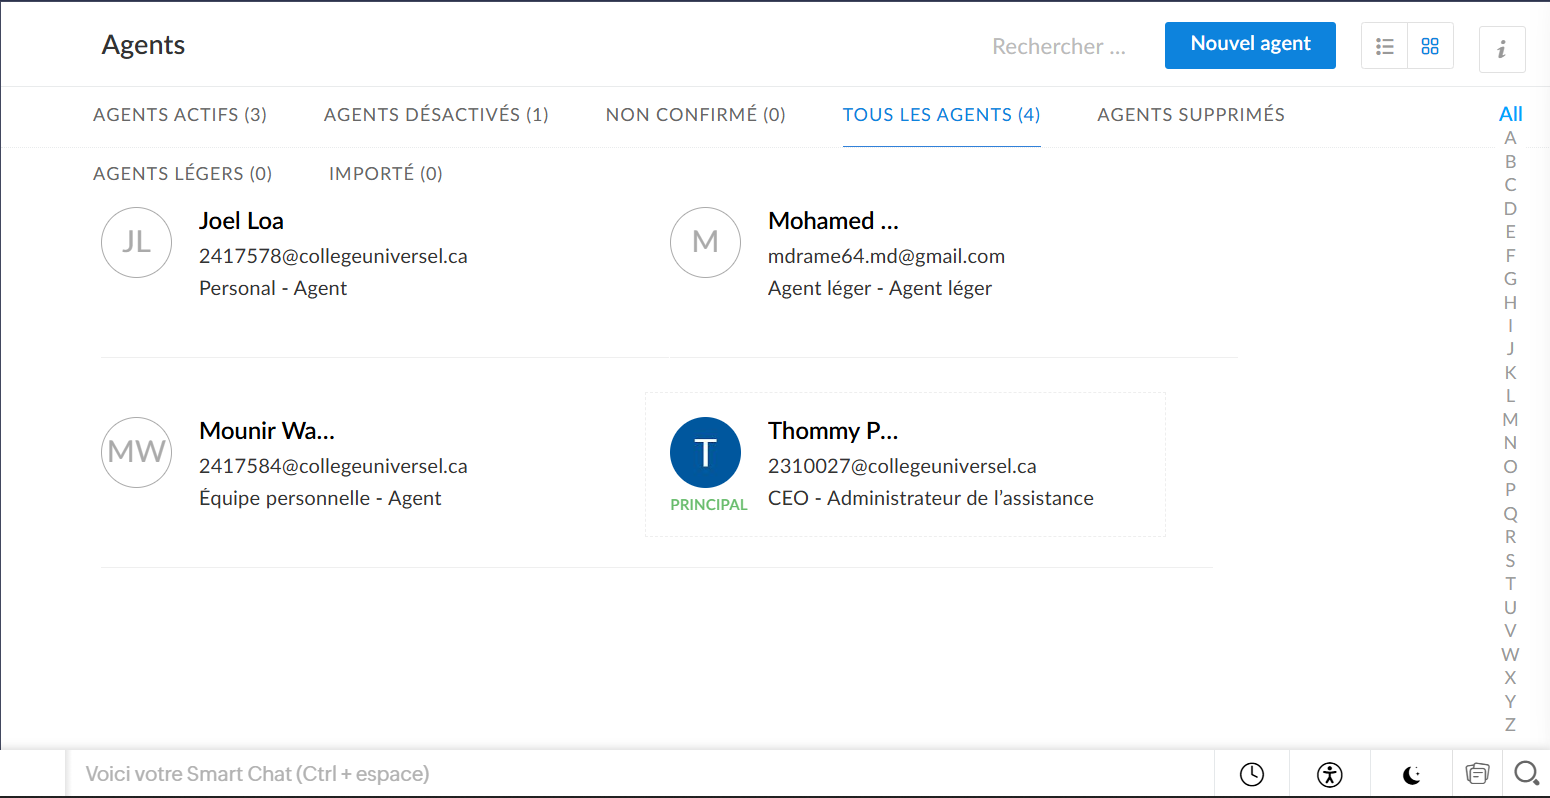 Agents
Rechercher ...
Nouvel agent
i
AGENTS ACTIFS (3)
AGENTS DÉSACTIVÉS (1)
NON CONFIRMÉ (0)
TOUS LES AGENTS (4)
AGENTS SUPPRIMÉS
AGENTS LÉGERS (0)
IMPORTÉ (0)
JL
Joel Loa
2417578@collegeuniversel.ca
Personal - Agent
M
Mohamed ...
mdrame64.md@gmail.com
Agent léger - Agent léger
MW
Mounir Wa...
2417584@collegeuniversel.ca
Équipe personnelle - Agent
T
PRINCIPAL
Thommy P...
2310027@collegeuniversel.ca
CEO - Administrateur de l’assistance
All
A
B
C
D
E
F
G
H
I
J
K
L
M
N
O
P
Q
R
S
T
U
V
W
X
Y
Z
Voici votre Smart Chat (Ctrl + espace)